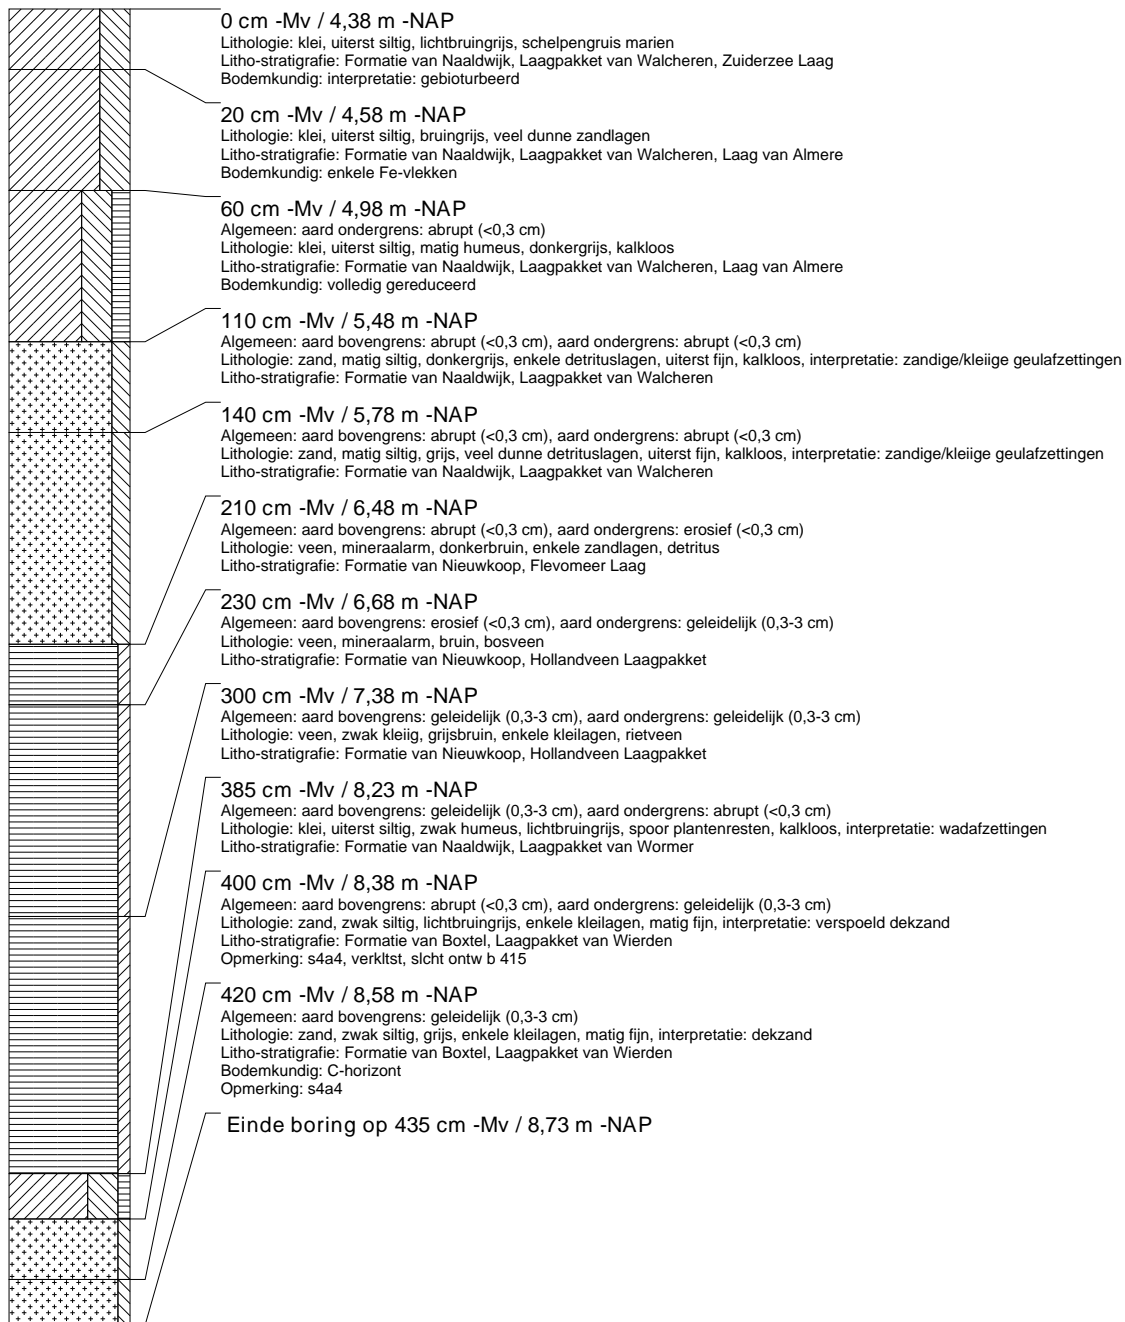 0 cm -Mv / 4,38 m -NAP
Lithologie: klei, uiterst siltig, lichtbruingrijs, schelpengruis marien
Litho-stratigrafie: Formatie van Naaldwijk, Laagpakket van Walcheren, Zuiderzee Laag
Bodemkundig: interpretatie: gebioturbeerd
20 cm -Mv / 4,58 m -NAP
Lithologie: klei, uiterst siltig, bruingrijs, veel dunne zandlagen
Litho-stratigrafie: Formatie van Naaldwijk, Laagpakket van Walcheren, Laag van Almere
Bodemkundig: enkele Fe-vlekken
60 cm -Mv / 4,98 m -NAP
Algemeen: aard ondergrens: abrupt (<0,3 cm)
Lithologie: klei, uiterst siltig, matig humeus, donkergrijs, kalkloos
Litho-stratigrafie: Formatie van Naaldwijk, Laagpakket van Walcheren, Laag van Almere
Bodemkundig: volledig gereduceerd
110 cm -Mv / 5,48 m -NAP
Algemeen: aard bovengrens: abrupt (<0,3 cm), aard ondergrens: abrupt (<0,3 cm)
Lithologie: zand, matig siltig, donkergrijs, enkele detrituslagen, uiterst fijn, kalkloos, interpretatie: zandige/kleiige geulafzettingen
Litho-stratigrafie: Formatie van Naaldwijk, Laagpakket van Walcheren
140 cm -Mv / 5,78 m -NAP
Algemeen: aard bovengrens: abrupt (<0,3 cm), aard ondergrens: abrupt (<0,3 cm)
Lithologie: zand, matig siltig, grijs, veel dunne detrituslagen, uiterst fijn, kalkloos, interpretatie: zandige/kleiige geulafzettingen
Litho-stratigrafie: Formatie van Naaldwijk, Laagpakket van Walcheren
210 cm -Mv / 6,48 m -NAP
Algemeen: aard bovengrens: abrupt (<0,3 cm), aard ondergrens: erosief (<0,3 cm)
Lithologie: veen, mineraalarm, donkerbruin, enkele zandlagen, detritus
Litho-stratigrafie: Formatie van Nieuwkoop, Flevomeer Laag
230 cm -Mv / 6,68 m -NAP
Algemeen: aard bovengrens: erosief (<0,3 cm), aard ondergrens: geleidelijk (0,3-3 cm)
Lithologie: veen, mineraalarm, bruin, bosveen
Litho-stratigrafie: Formatie van Nieuwkoop, Hollandveen Laagpakket
300 cm -Mv / 7,38 m -NAP
Algemeen: aard bovengrens: geleidelijk (0,3-3 cm), aard ondergrens: geleidelijk (0,3-3 cm)
Lithologie: veen, zwak kleiig, grijsbruin, enkele kleilagen, rietveen
Litho-stratigrafie: Formatie van Nieuwkoop, Hollandveen Laagpakket
385 cm -Mv / 8,23 m -NAP
Algemeen: aard bovengrens: geleidelijk (0,3-3 cm), aard ondergrens: abrupt (<0,3 cm)
Lithologie: klei, uiterst siltig, zwak humeus, lichtbruingrijs, spoor plantenresten, kalkloos, interpretatie: wadafzettingen
Litho-stratigrafie: Formatie van Naaldwijk, Laagpakket van Wormer
400 cm -Mv / 8,38 m -NAP
Algemeen: aard bovengrens: abrupt (<0,3 cm), aard ondergrens: geleidelijk (0,3-3 cm)
Lithologie: zand, zwak siltig, lichtbruingrijs, enkele kleilagen, matig fijn, interpretatie: verspoeld dekzand
Litho-stratigrafie: Formatie van Boxtel, Laagpakket van Wierden
Opmerking: s4a4, verkltst, slcht ontw b 415
420 cm -Mv / 8,58 m -NAP
Algemeen: aard bovengrens: geleidelijk (0,3-3 cm)
Lithologie: zand, zwak siltig, grijs, enkele kleilagen, matig fijn, interpretatie: dekzand
Litho-stratigrafie: Formatie van Boxtel, Laagpakket van Wierden
Bodemkundig: C-horizont
Opmerking: s4a4
Einde boring op 435 cm -Mv / 8,73 m -NAP